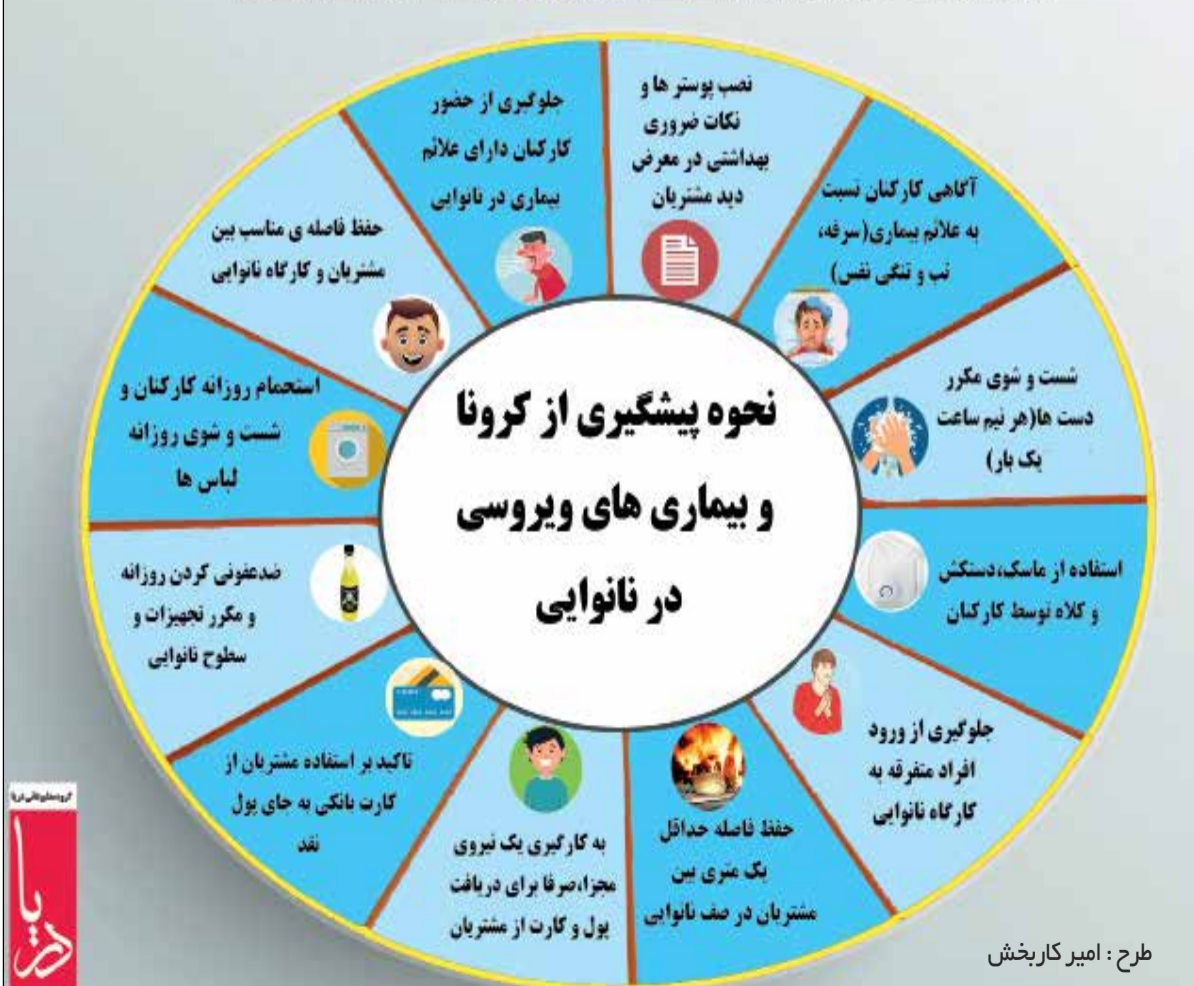 نحوه پیشگیری از کرونا
و بیماری های ویروسی
در نانوایی
نصب پوستر ها و
نکات ضروری
بهداشتی در معرض
دید مشتریان
آگاهی کارکنان نسبت
به علائم بیماری(سرفه،
تب و تنگی نفس)
شست و شوی مکرر
دست ها(هر نیم ساعت
یک بار)
استفاده از ماسک،دستکش
و کلاه توسط کارکنان
جلوگیری از ورود
افراد متفرقه به
کارگاه نانوایی
حفظ فاصله حداقل
یک متری بین
مشتریان در صف نانوایی
به کارگیری یک نیروی
مجزا،صرفا برای دریافت
پول و کارت از مشتریان
تاکید بر استفاده مشتریان از
کارت بانکی به جای پول
نقد
ضدعفونی کردن روزانه
و مکرر تجهیزات و
سطوح نانوایی
استحمام روزانه کارکنان و
شست و شوی روزانه
لباس ها
حفظ فاصله ی مناسب بین
مشتریان و کارگاه نانوایی
جلوگیری از حضور
کارکنان دارای علائم
بیماری در نانوایی
گروه مطبوعاتی دریا
دریا
طرح : امیر کاربخش